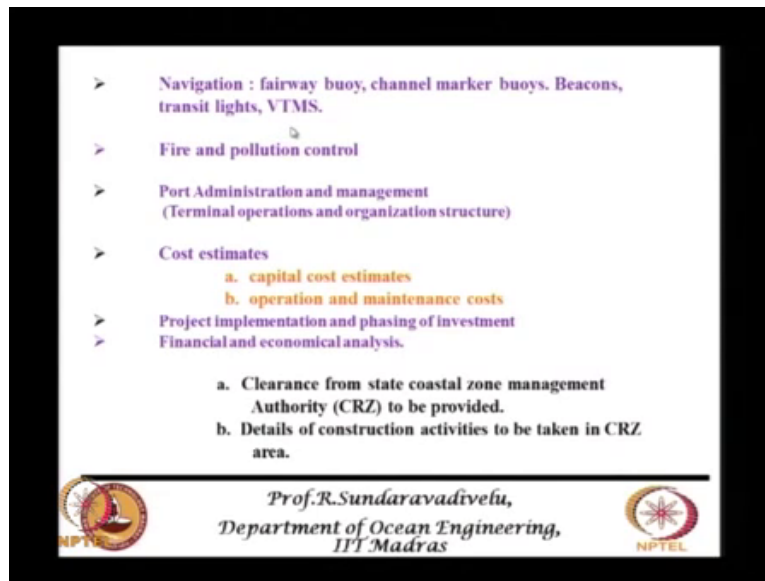 ➢ Navigation : fairway buoy, channel marker buoys. Beacons,
transit lights, VTMS.
➢ Fire and pollution control
➢ Port Administration and management
(Terminal operations and organization structure)
➢ Cost estimates
a. capital cost estimates
b. operation and maintenance costs
➢ Project implementation and phasing of investment
➢ Financial and economical analysis.
a. Clearance from state coastal zone management
Authority (CRZ) to be provided.
b. Details of construction activities to be taken in CRZ
area.
Prof.R.Sundaravadivelu,
Department of Ocean Engineering,
IIT Madras
NPTEL
NPTEL